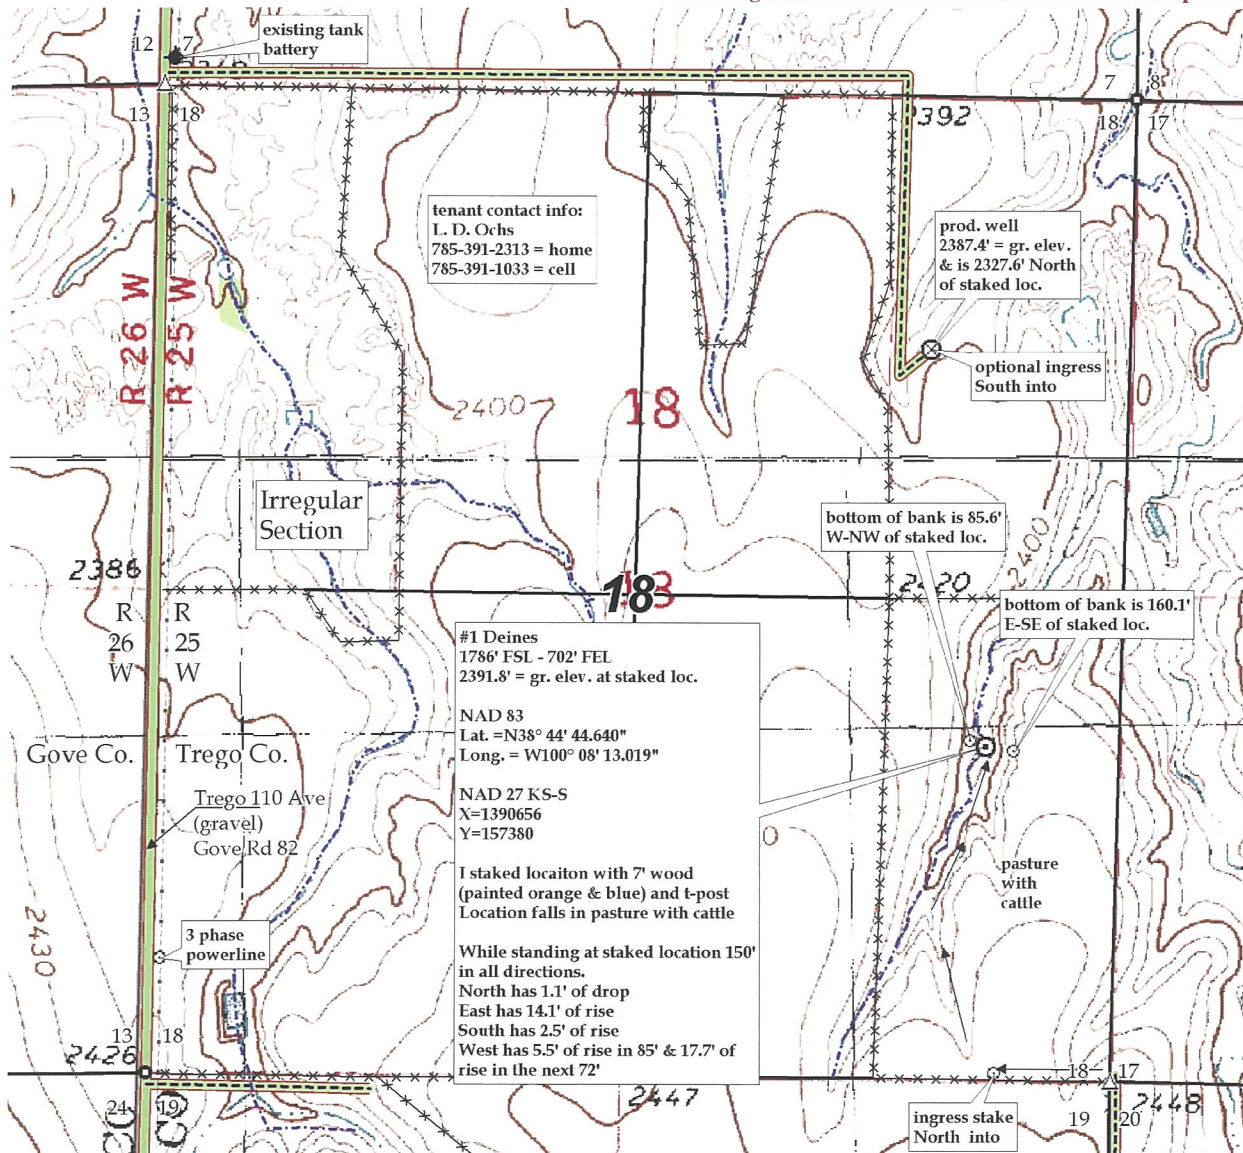 existing tank
battery
12
7
13
18
7
8
18
17
2392
tenant contact info:
L. D. Ochs
785-391-2313 = home
785-391-1033 = cell
prod. well
2387.4' = gr. elev.
& is 2327.6' North
of staked loc.
R 26 W
R 25 W
optional ingress
South into
2400
18
Irregular
Section
bottom of bank is 85.6'
W-NW of staked loc.
2400
2386
18
2420
R
26
W
R
25
W
bottom of bank is 160.1'
E-SE of staked loc.
#1 Deines
1786' FSL - 702' FEL
2391.8' = gr. elev. at staked loc.
NAD 83
Lat. =N38° 44' 44.640"
Long. = W100° 08' 13.019"
NAD 27 KS-S
X=1390656
Y=157380
I staked locaiton with 7' wood
(painted orange & blue) and t-post
Location falls in pasture with cattle
While standing at staked location 150'
in all directions.
North has 1.1' of drop
East has 14.1' of rise
South has 2.5' of rise
West has 5.5' of rise in 85' & 17.7' of
rise in the next 72'
Gove Co.
Trego Co.
Trego 110 Ave
(gravel)
Gove Rd 82
pasture
with
cattle
2430
3 phase
powerline
13
18
2426
24
19
CO
CO
2447
18
17
2448
19
20
ingress stake
North into